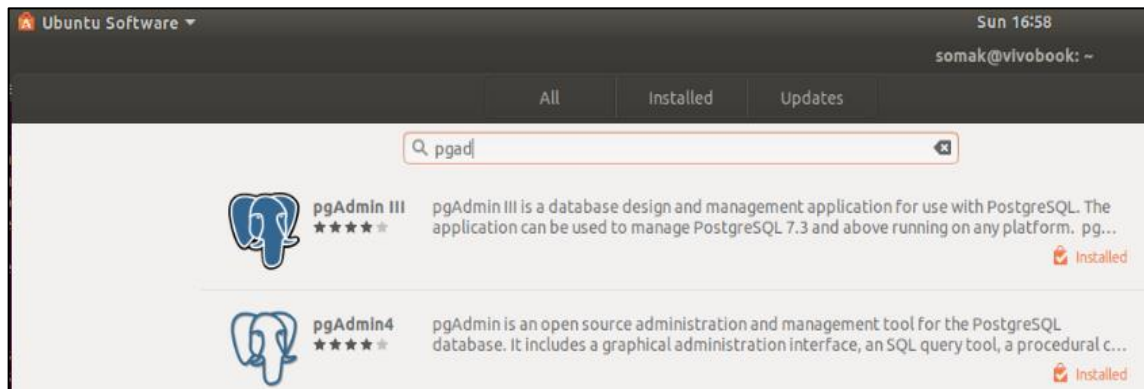 Ubuntu Software
Sun 16:58
somak@vivobook: ~
All Installed Updates
pgad
pgAdmin III
pgAdmin III is a database design and management application for use with PostgreSQL. The
application can be used to manage PostgreSQL 7.3 and above running on any platform. pg...
Installed
pgAdmin4
pgAdmin is an open source administration and management tool for the PostgreSQL
database. It includes a graphical administration interface, an SQL query tool, a procedural c...
Installed